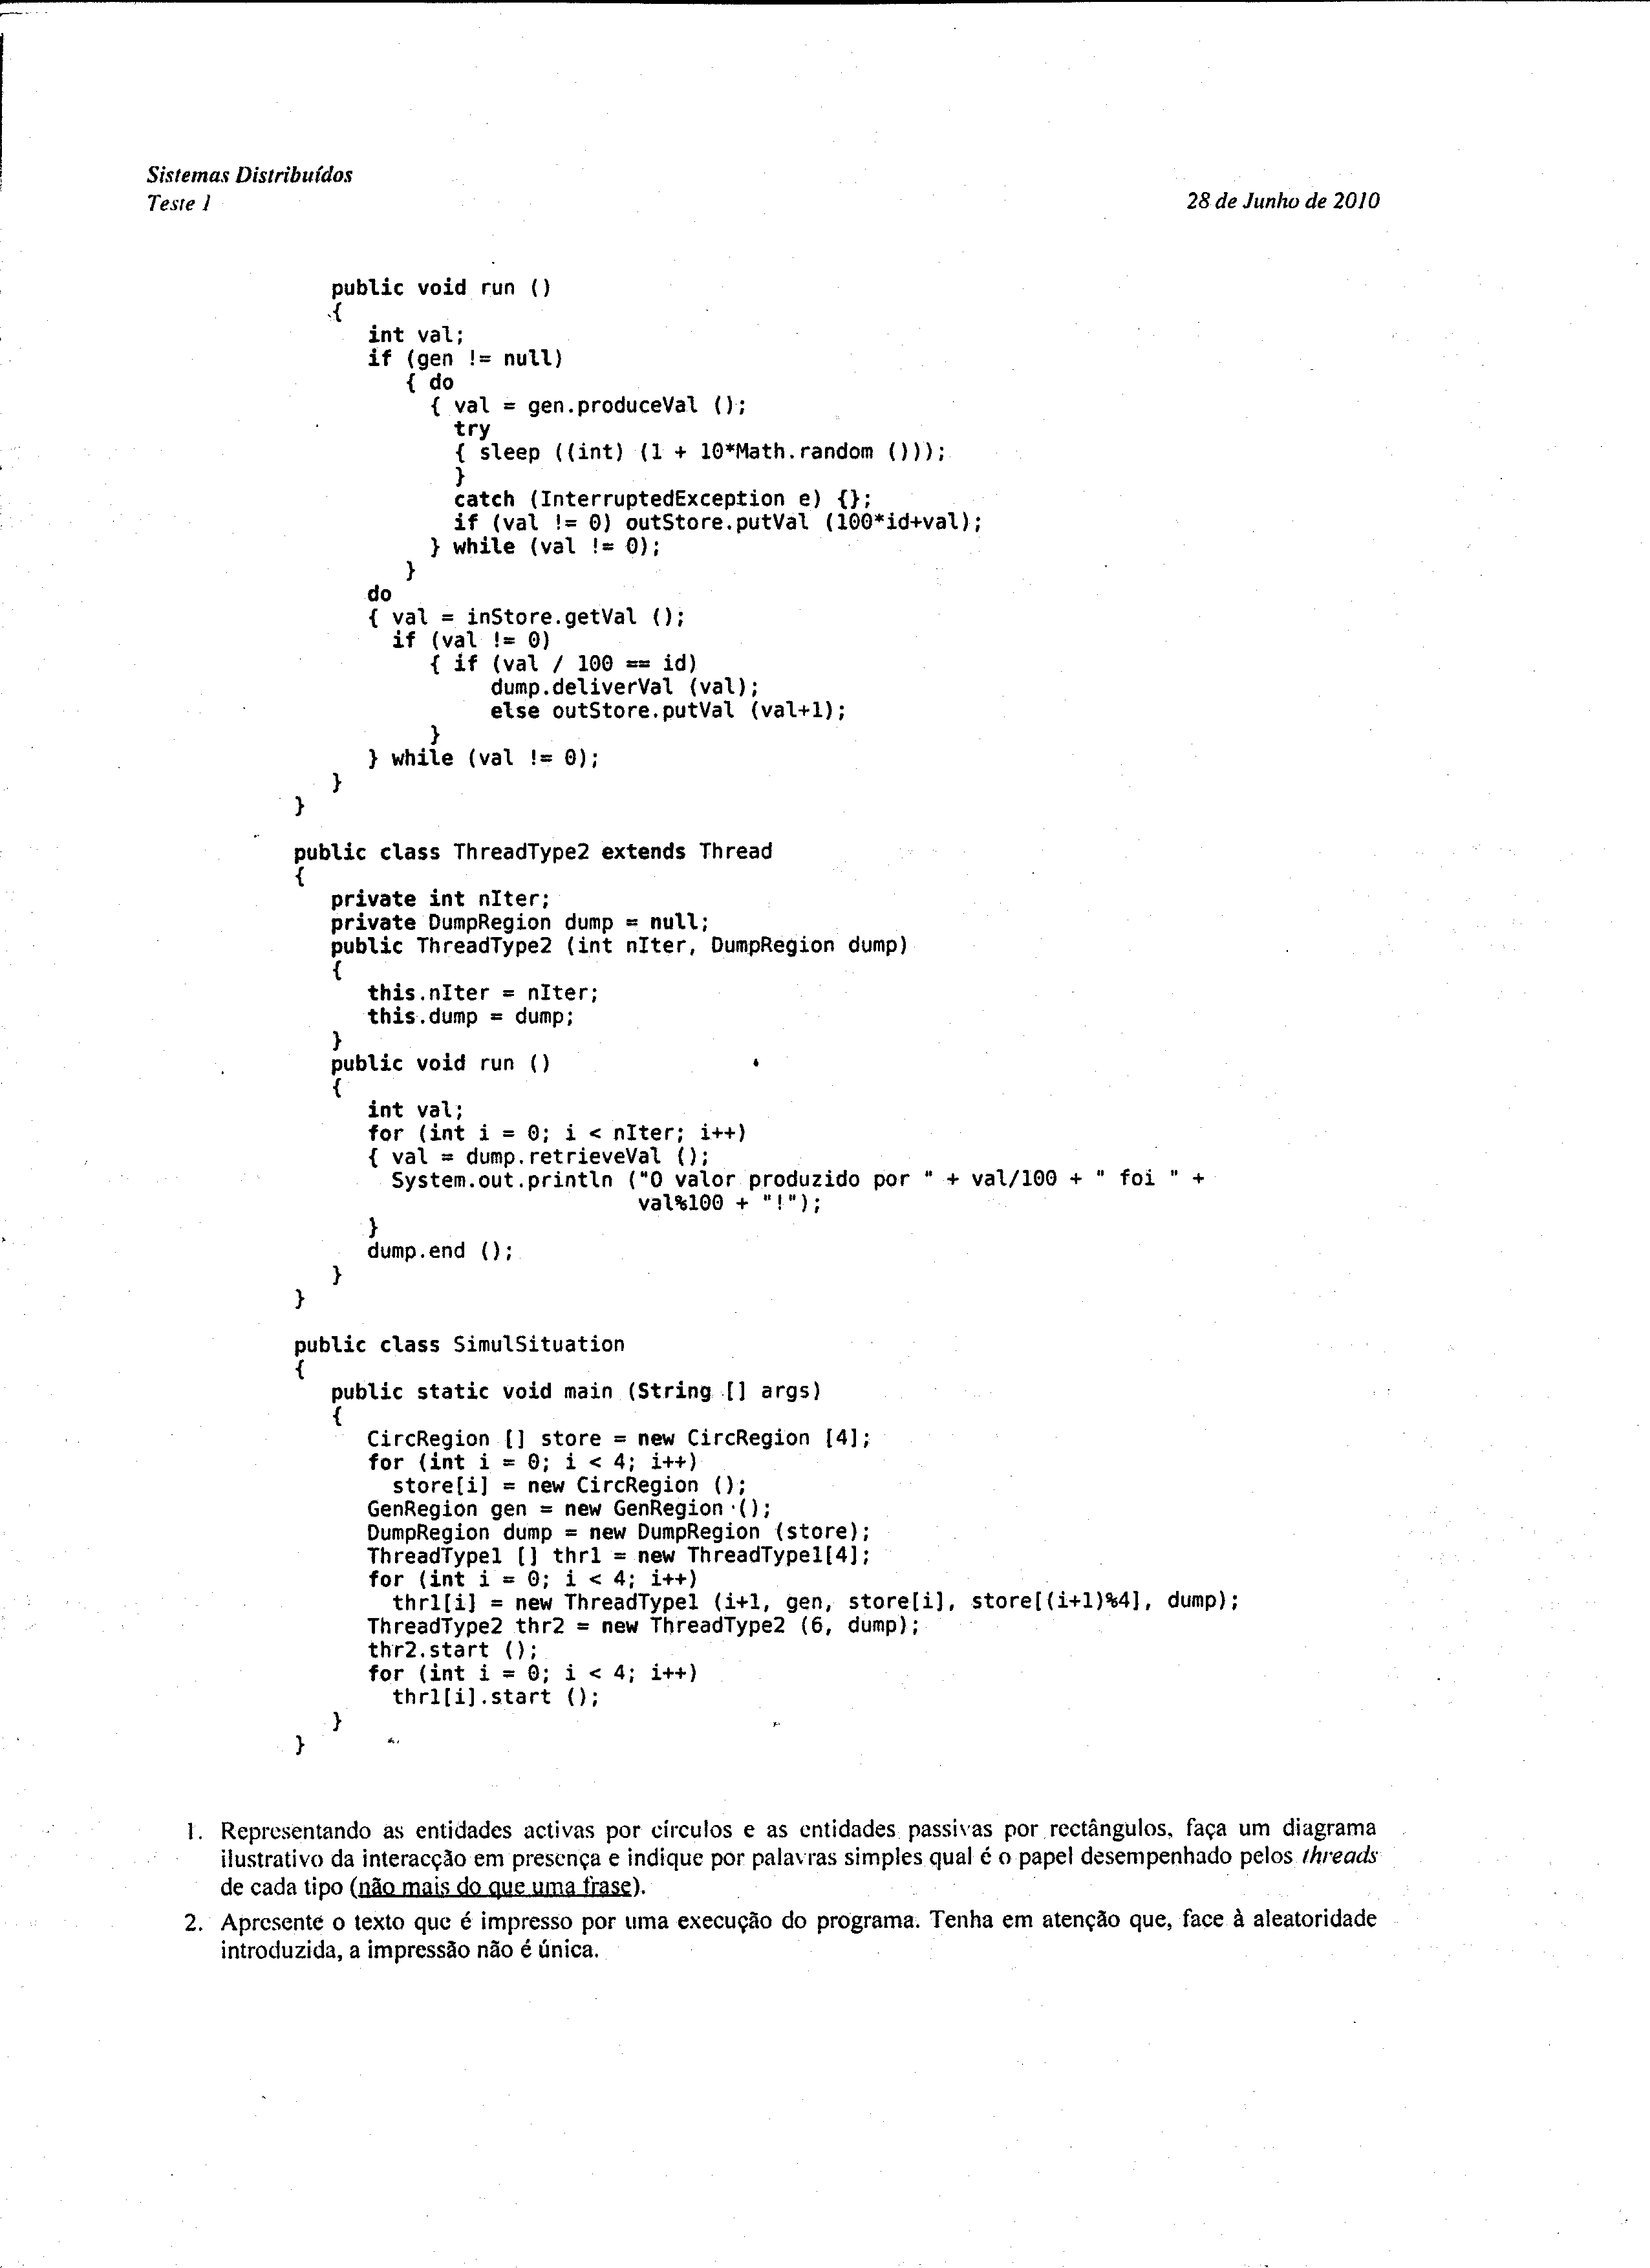 Sistemas Distribuídos
Teste 1
28 de Junho de 2010
public void run ()
{
int val;
if (gen != null)
{ do
{ val = gen.produceVal ();
try
{ sleep ((int) (1 + 10*Math.random ()));
}
catch (InterruptedException e) {};
if (val != 0) outStore.putVal (100*id+val);
} while (val != 0);
}
do
{ val = inStore.getVal ();
if (val != 0)
{ if (val / 100 == id)
dump.deliverVal (val);
else outStore.putVal (val+1);
}
} while (val != 0);
}
}
public class ThreadType2 extends Thread
{
private int nIter;
private DumpRegion dump = null;
public ThreadType2 (int nIter, DumpRegion dump)
{
this.nIter = nIter;
this.dump = dump;
}
public void run ()
{
int val;
for (int i = 0; i < nIter; i++)
{ val = dump.retrieveVal ();
System.out.println ("O valor produzido por " + val/100 + " foi " +
val%100 + "!");
}
dump.end ();
}
}
public class SimulSituation
{
public static void main (String [] args)
{
CircRegion [] store = new CircRegion [4];
for (int i = 0; i < 4; i++)
store[i] = new CircRegion ();
GenRegion gen = new GenRegion ();
DumpRegion dump = new DumpRegion (store);
ThreadType1 [] thr1 = new ThreadType1[4];
for (int i = 0; i < 4; i++)
thr1[i] = new ThreadType1 (i+1, gen, store[i], store[(i+1)%4], dump);
ThreadType2 thr2 = new ThreadType2 (6, dump);
thr2.start ();
for (int i = 0; i < 4; i++)
thr1[i].start ();
}
}
1. Representando as entidades activas por círculos e as entidades passivas por rectângulos, faça um diagrama
ilustrativo da interacção em presença e indique por palavras simples qual é o papel desempenhado pelos threads
de cada tipo (não mais do que uma frase).
2. Apresente o texto que é impresso por uma execução do programa. Tenha em atenção que, face à aleatoridade
introduzida, a impressão não é única.